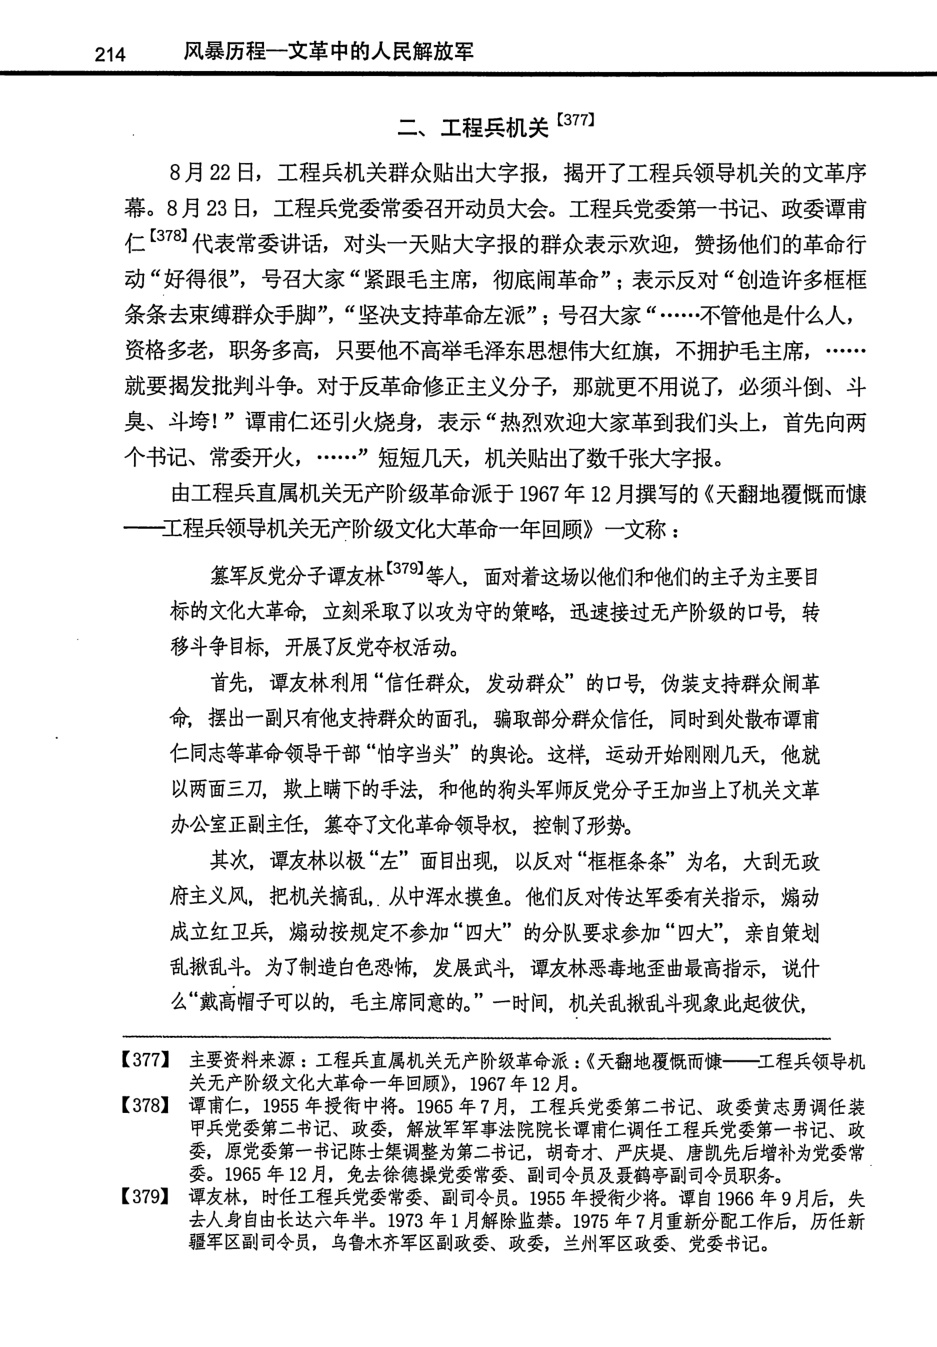 214 风暴历程—文革中的人民解放军
二、工程兵机关【377】
8月22日，工程兵机关群众贴出大字报，揭开了工程兵领导机关的文革序
幕。8月23日，工程兵党委常委召开动员大会。工程兵党委第一书记、政委谭甫
仁【378】代表常委讲话，对头一天贴大字报的群众表示欢迎，赞扬他们的革命行
动“好得很”，号召大家“紧跟毛主席，彻底闹革命”；表示反对“创造许多框框
条条去束缚群众手脚”，“坚决支持革命左派”；号召大家“……不管他是什么人，
资格多老，职务多高，只要他不高举毛泽东思想伟大红旗，不拥护毛主席，……
就要揭发批判斗争。对于反革命修正主义分子，那就更不用说了，必须斗倒、斗
臭、斗垮！”谭甫仁还引火烧身，表示“热烈欢迎大家革到我们头上，首先向两
个书记、常委开火，……”短短几天，机关贴出了数千张大字报。
由工程兵直属机关无产阶级革命派于1967年12月撰写的《天翻地覆慨而慷
——工程兵领导机关无产阶级文化大革命一年回顾》一文称：
篡军反党分子谭友林【379】等人，面对着这场以他们和他们的主子为主要目
标的文化大革命，立刻采取了以攻为守的策略，迅速接过无产阶级的口号，转
移斗争目标，开展了反党夺权活动。
首先，谭友林利用“信任群众，发动群众”的口号，伪装支持群众闹革
命，摆出一副只有他支持群众的面孔，骗取部分群众信任，同时到处散布谭甫
仁同志等革命领导干部“怕字当头”的舆论。这样，运动开始刚刚几天，他就
以两面三刀，欺上瞒下的手法，和他的狗头军师反党分子王加当上了机关文革
办公室正副主任，篡夺了文化革命领导权，控制了形势。
其次，谭友林以极“左”面目出现，以反对“框框条条”为名，大刮无政
府主义风，把机关搞乱，从中浑水摸鱼。他们反对传达军委有关指示，煽动
成立红卫兵，煽动按规定不参加“四大”的分队要求参加“四大”，亲自策划
乱揪乱斗。为了制造白色恐怖，发展武斗，谭友林恶毒地歪曲最高指示，说什
么“戴高帽子可以的，毛主席同意的。”一时间，机关乱揪乱斗现象此起彼伏，
【377】 主要资料来源：工程兵直属机关无产阶级革命派：《天翻地覆慨而慷——工程兵领导机
关无产阶级文化大革命一年回顾》，1967年12月。
【378】 谭甫仁，1955年授衔中将。1965年7月，工程兵党委第二书记、政委黄志勇调任装
甲兵党委第二书记、政委，解放军军事法院院长谭甫仁调任工程兵党委第一书记、政
委，原党委第一书记陈士榘调整为第二书记，胡奇才、严庆堤、唐凯先后增补为党委常
委。1965年12月，免去徐德操党委常委、副司令员及聂鹤亭副司令员职务。
【379】 谭友林，时任工程兵党委常委、副司令员。1955年授衔少将。谭自1966年9月后，失
去人身自由长达六年半。1973年1月解除监禁。1975年7月重新分配工作后，历任新
疆军区副司令员，乌鲁木齐军区副政委、政委，兰州军区政委、党委书记。